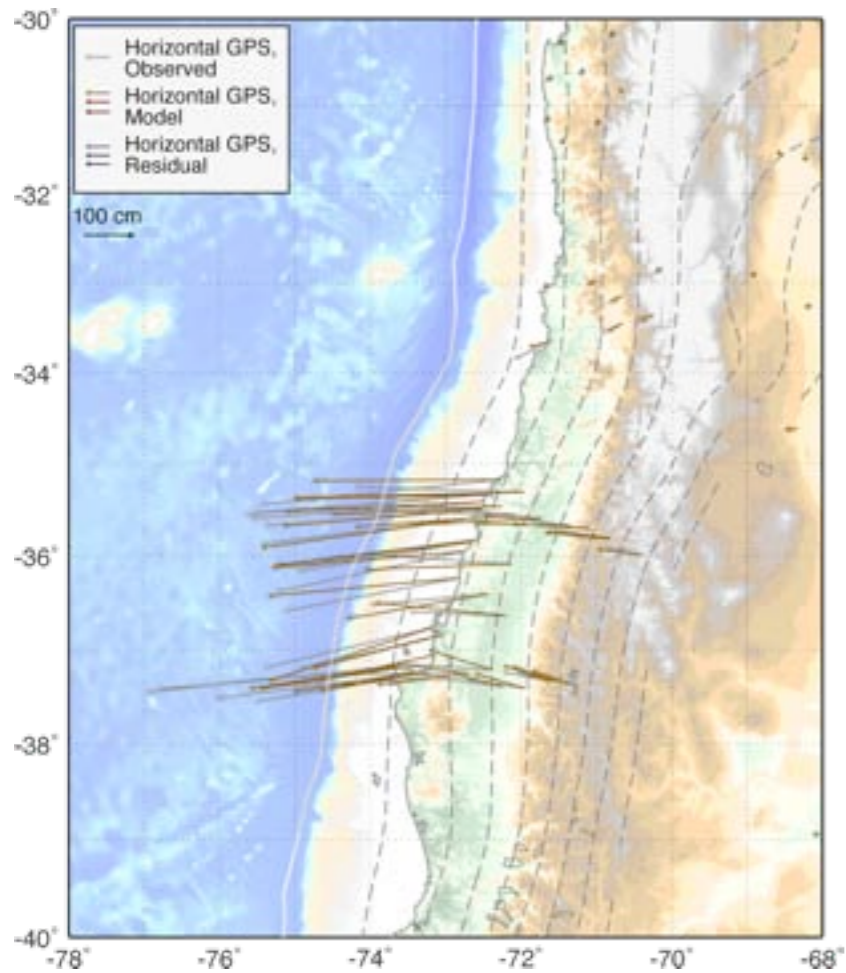 -30°
Horizontal GPS,
Observed
Horizontal GPS,
Model
Horizontal GPS,
Residual
-32°
100 cm
-34°
-36°
-38°
-40°
-78° -76° -74° -72° -70° -68°